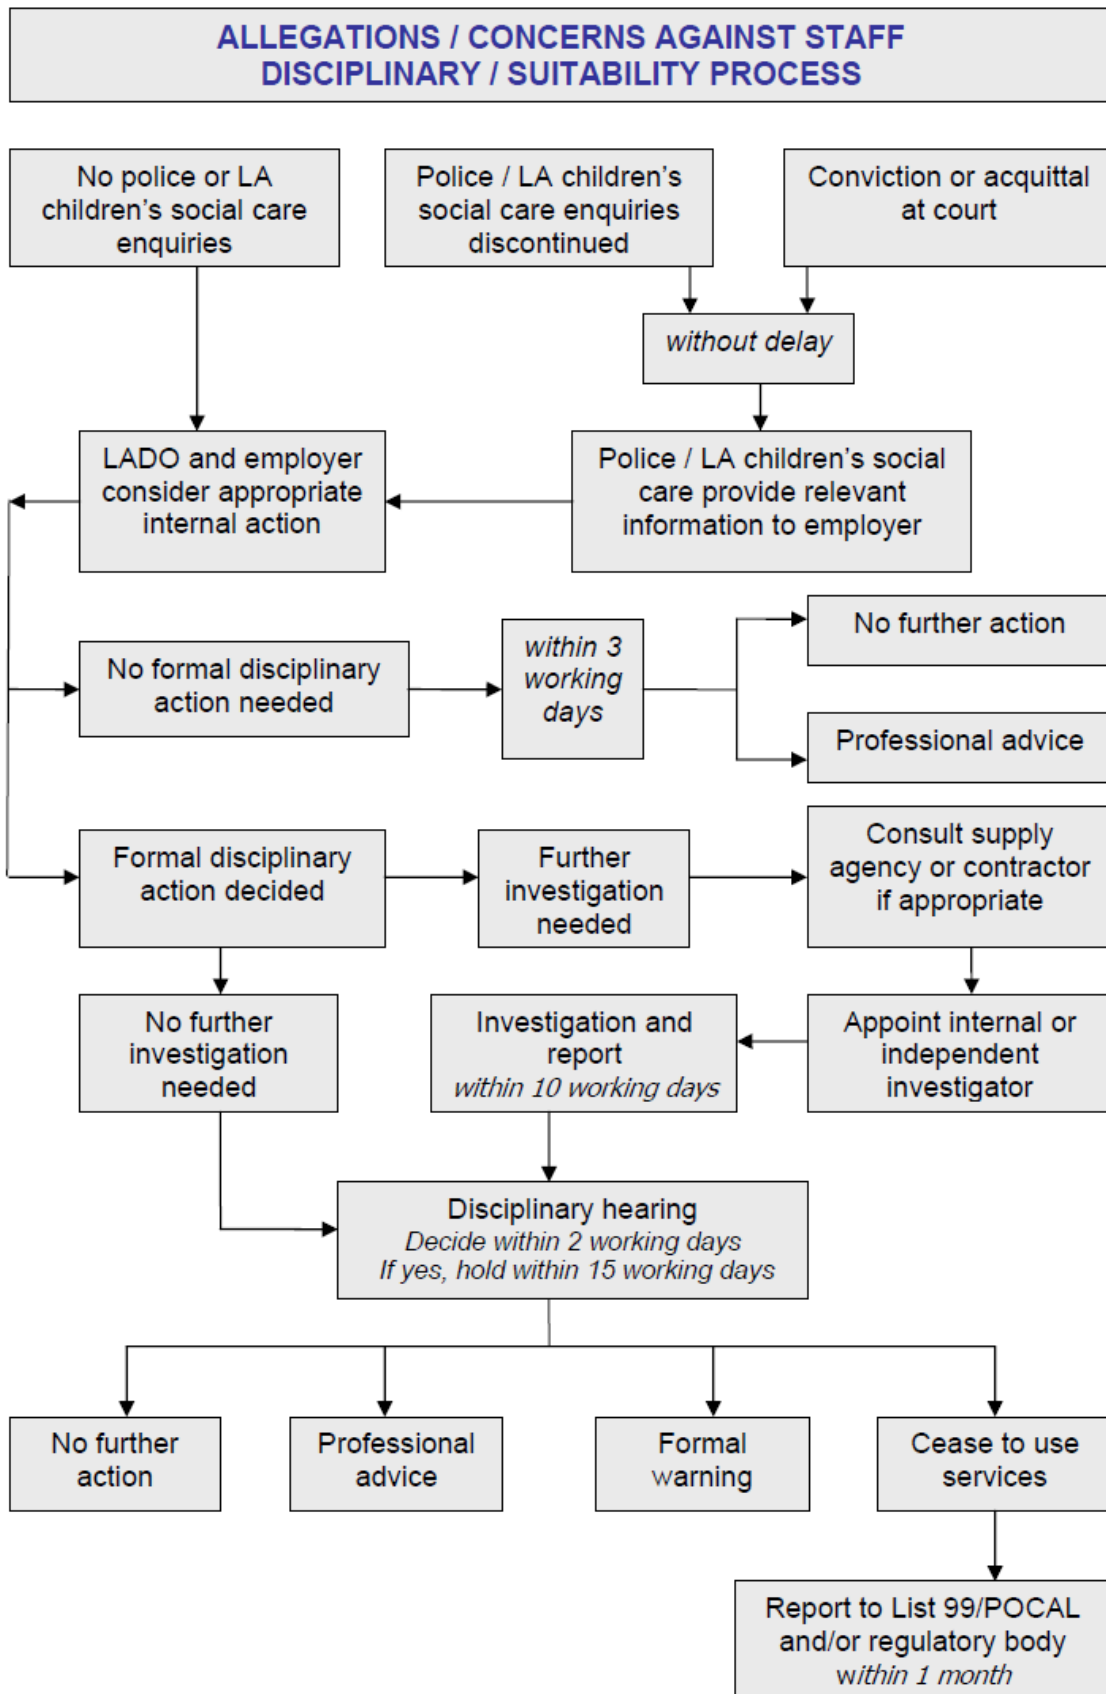 ALLEGATIONS / CONCERNS AGAINST STAFF
DISCIPLINARY / SUITABILITY PROCESS
No police or LA
children's social care
enquiries
Police / LA children's
social care enquiries
discontinued
Conviction or acquittal
at court
without delay
LADO and employer
consider appropriate
internal action
Police / LA children's social
care provide relevant
information to employer
No formal disciplinary
action needed
within 3
working
days
No further action
Professional advice
Formal disciplinary
action decided
Further
investigation
needed
Consult supply
agency or contractor
if appropriate
No further
investigation
needed
Investigation and
report
within 10 working days
Appoint internal or
independent
investigator
Disciplinary hearing
Decide within 2 working days
If yes, hold within 15 working days
No further
action
Professional
advice
Formal
warning
Cease to use
services
Report to List 99/POCAL
and/or regulatory body
within 1 month